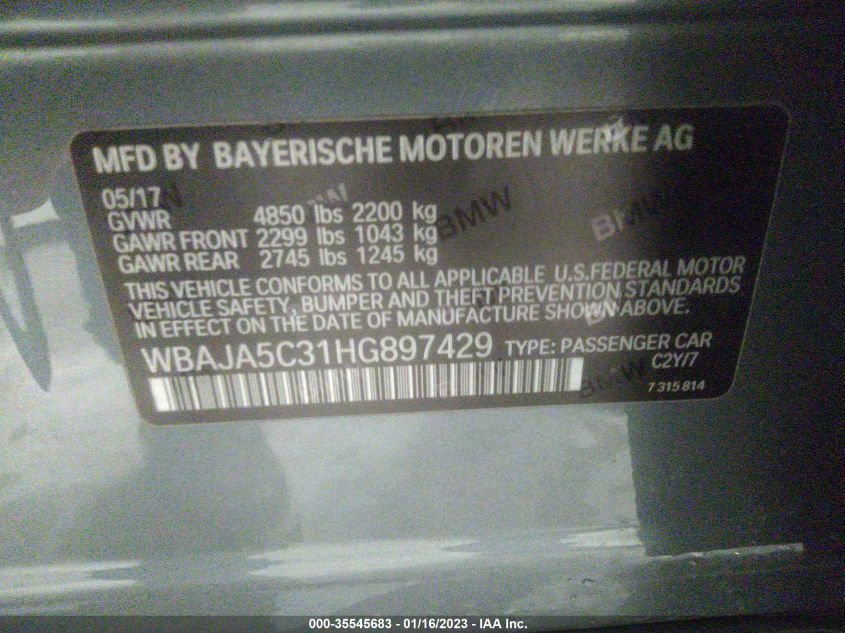 MFD BY BAYERISCHE MOTOREN WERKE AG
05/17
GVWR 4850 lbs 2200 kg
GAWR FRONT 2299 lbs 1043 kg
GAWR REAR 2745 lbs 1245 kg
THIS VEHICLE CONFORMS TO ALL APPLICABLE U.S.FEDERAL MOTOR
VEHICLE SAFETY, BUMPER AND THEFT PREVENTION STANDARDS
IN EFFECT ON THE DATE OF MANUFACTURE SHOWN ABOVE.
WBAJA5C31HG897429 TYPE: PASSENGER CAR
C2Y/7
7 315 814
BMW
BMW
BMW
000-35545683 - 01/16/2023 - IAA Inc.